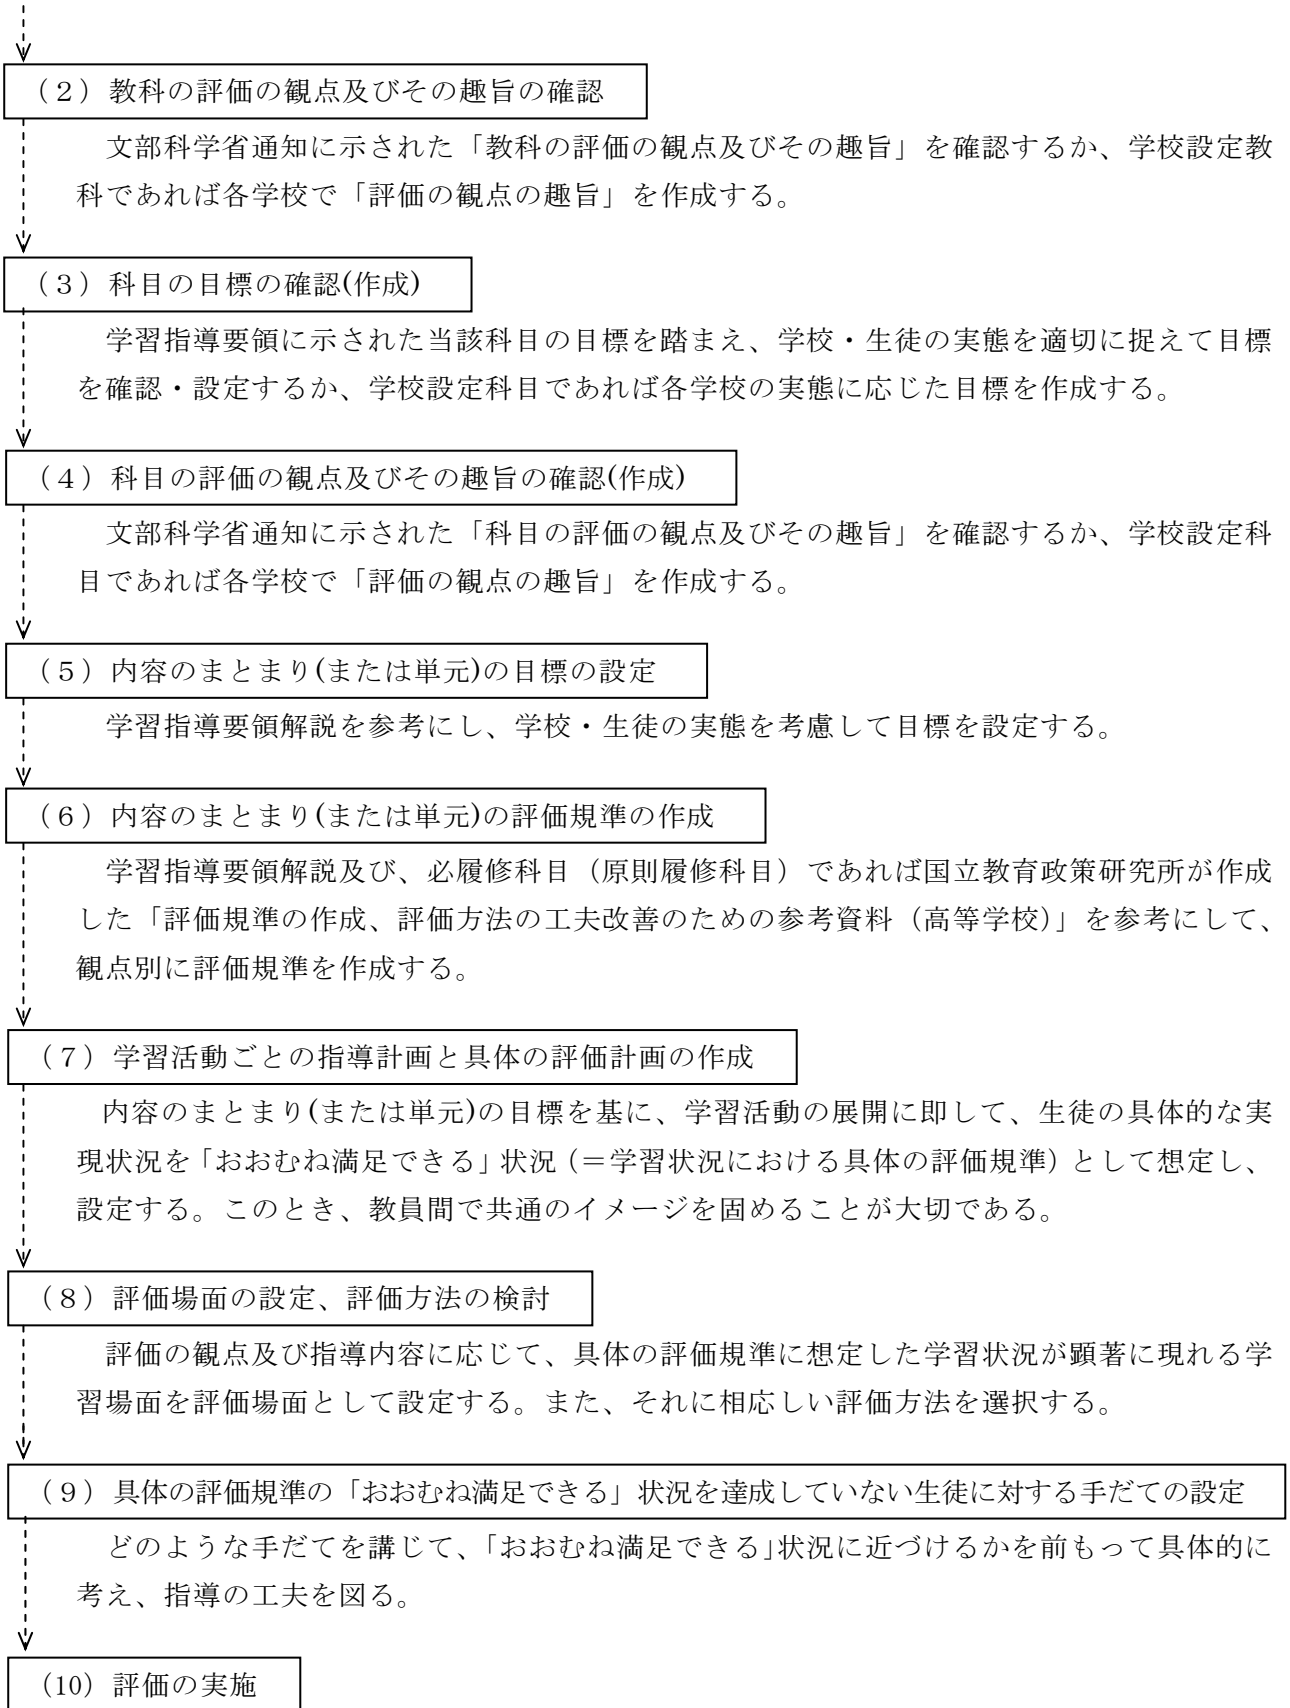 （２）教科の評価の観点及びその趣旨の確認
文部科学省通知に示された「教科の評価の観点及びその趣旨」を確認するか、学校設定教
科であれば各学校で「評価の観点の趣旨」を作成する。
（３）科目の目標の確認(作成)
学習指導要領に示された当該科目の目標を踏まえ、学校・生徒の実態を適切に捉えて目標
を確認・設定するか、学校設定科目であれば各学校の実態に応じた目標を作成する。
（４）科目の評価の観点及びその趣旨の確認(作成)
文部科学省通知に示された「科目の評価の観点及びその趣旨」を確認するか、学校設定科
目であれば各学校で「評価の観点の趣旨」を作成する。
（５）内容のまとまり(または単元)の目標の設定
学習指導要領解説を参考にし、学校・生徒の実態を考慮して目標を設定する。
（６）内容のまとまり(または単元)の評価規準の作成
学習指導要領解説及び、必履修科目（原則履修科目）であれば国立教育政策研究所が作成
した「評価規準の作成、評価方法の工夫改善のための参考資料（高等学校）」を参考にして、
観点別に評価規準を作成する。
（７）学習活動ごとの指導計画と具体の評価計画の作成
内容のまとまり(または単元)の目標を基に、学習活動の展開に即して、生徒の具体的な実
現状況を「おおむね満足できる」状況（＝学習状況における具体の評価規準）として想定し、
設定する。このとき、教員間で共通のイメージを固めることが大切である。
（８）評価場面の設定、評価方法の検討
評価の観点及び指導内容に応じて、具体の評価規準に想定した学習状況が顕著に現れる学
習場面を評価場面として設定する。また、それに相応しい評価方法を選択する。
（９）具体の評価規準の「おおむね満足できる」状況を達成していない生徒に対する手だての設定
どのような手だてを講じて、「おおむね満足できる」状況に近づけるかを前もって具体的に
考え、指導の工夫を図る。
（10）評価の実施